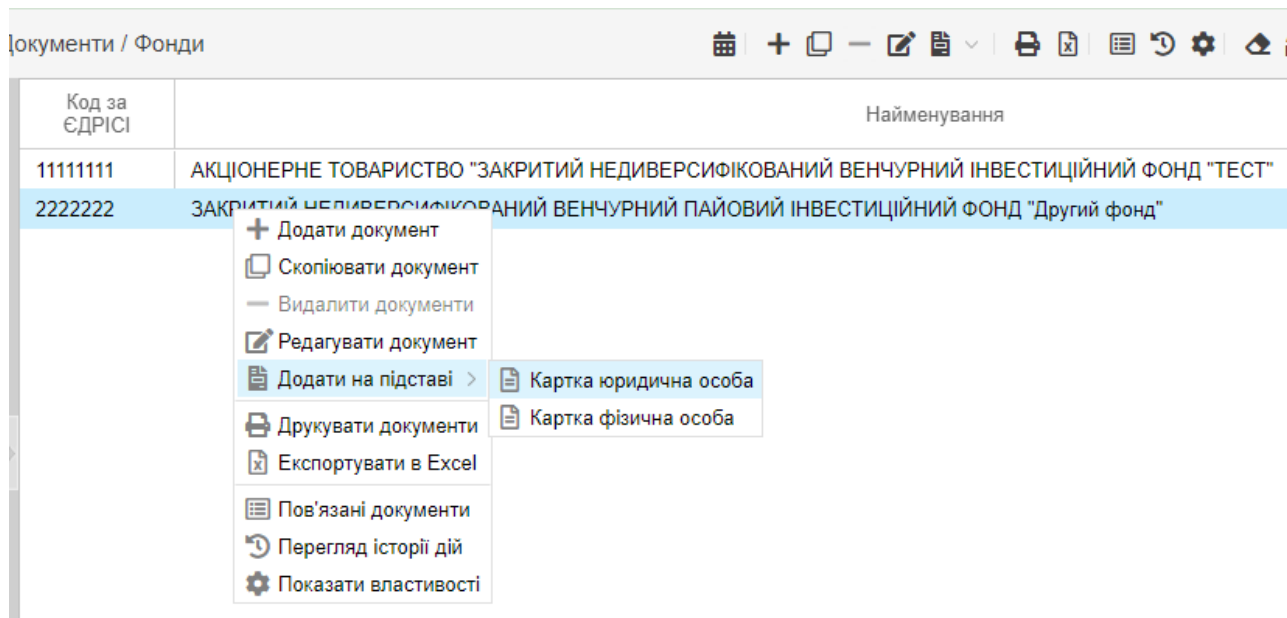 Документи / Фонди
Код за
ЄДРІСІ
Найменування
11111111 АКЦІОНЕРНЕ ТОВАРИСТВО "ЗАКРИТИЙ НЕДИВЕРСИФІКОВАНИЙ ВЕНЧУРНИЙ ІНВЕСТИЦІЙНИЙ ФОНД "ТЕСТ"
2222222 ЗАКРИТИЙ НЕДИВЕРСИФІКОВАНИЙ ВЕНЧУРНИЙ ПАЙОВИЙ ІНВЕСТИЦІЙНИЙ ФОНД "Другий фонд"
Додати документ
Скопіювати документ
Видалити документи
Редагувати документ
Додати на підставі
Картка юридична особа
Картка фізична особа
Друкувати документи
Експортувати в Excel
Пов'язані документи
Перегляд історії дій
Показати властивості